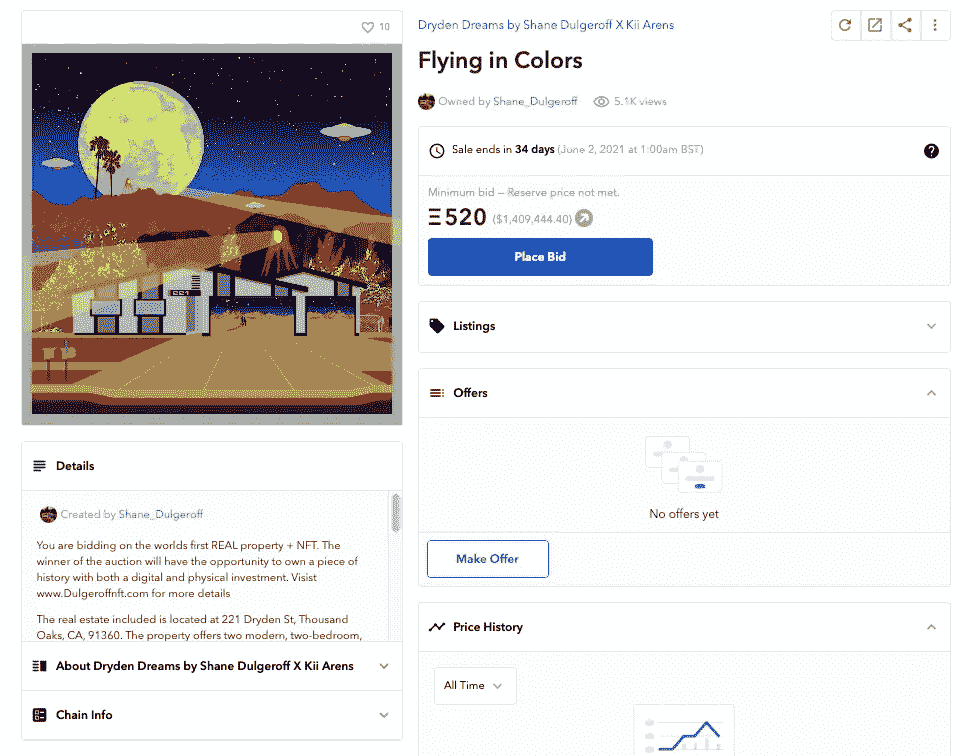 10
221
Details
Created by Shane_Dulgeroff
You are bidding on the worlds first REAL property + NFT. The
winner of the auction will have the opportunity to own a piece of
history with both a digital and physical investment. Visit
www.Dulgeroffnft.com for more details
The real estate included is located at 221 Dryden St, Thousand
Oaks, CA, 91360. The property offers two modern, two-bedroom,
About Dryden Dreams by Shane Dulgeroff X Kii Arens
Chain Info
Dryden Dreams by Shane Dulgeroff X Kii Arens
Flying in Colors
Owned by Shane_Dulgeroff 5.1K views
Sale ends in 34 days (June 2, 2021 at 1:00am BST)
Minimum bid – Reserve price not met.
Ξ520 ($1,409,444.40)
Place Bid
Listings
Offers
No offers yet
Make Offer
Price History
All Time